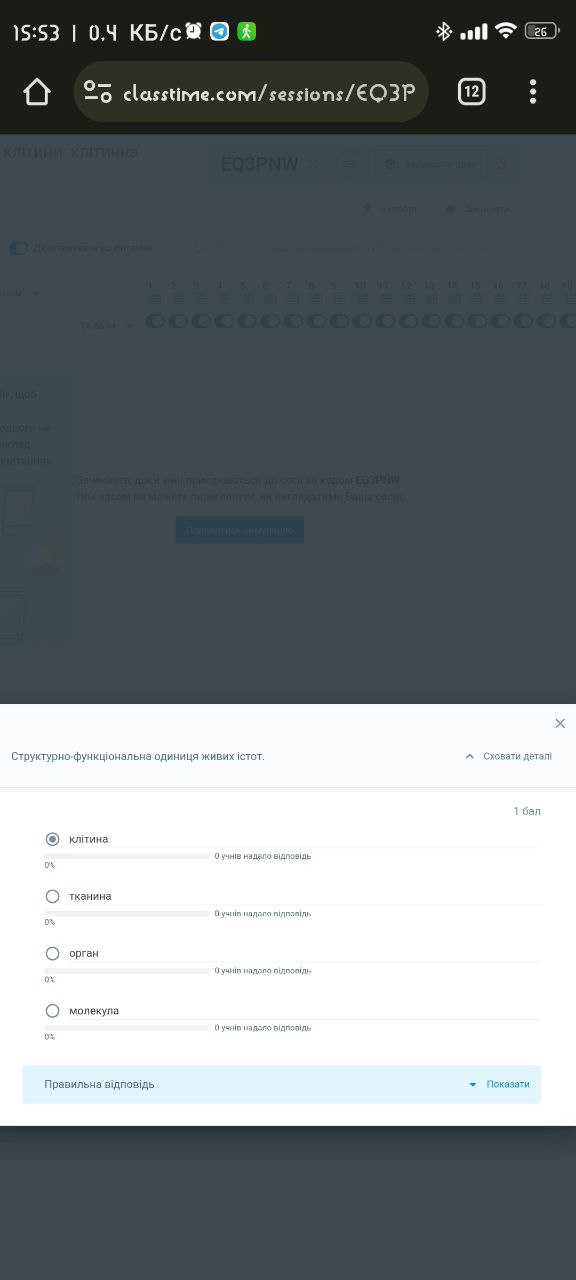 15:53 | 0.4 КБ/с
26
classtime.com/sessions/EQ3P
12
клітини: клітинна
EQ3PNW
Запросити клас
Експорт
Закінчити
Деактивувати усі питання
1 2 3 4 5 6 7 8 9 10 11 12 13 14 15 16 17 18 19
24 бали
щоб
одного чи
Зачекайте, доки учні приєднаються до сесії за кодом EQ3PNW.
Тим часом ви можете переглянути, як виглядатиме Ваша сесія:
Подивитись симуляцію
Структурно-функціональна одиниця живих істот.
Сховати деталі
1 бал
клітина
0 учнів надало відповідь
0%
тканина
0 учнів надало відповідь
0%
орган
0 учнів надало відповідь
0%
молекула
0 учнів надало відповідь
0%
Правильна відповідь
Показати